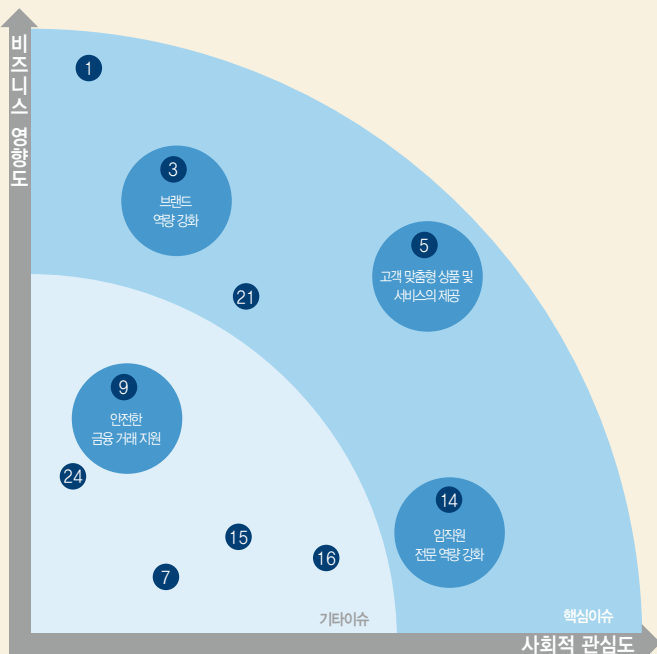 비즈니스 영향도
1
3
브랜드
역량 강화
5
고객 맞춤형 상품 및
서비스의 제공
21
9
안전한
금융 거래 지원
24
14
임직원
전문 역량 강화
15
16
7
기타이슈
핵심이슈
사회적 관심도